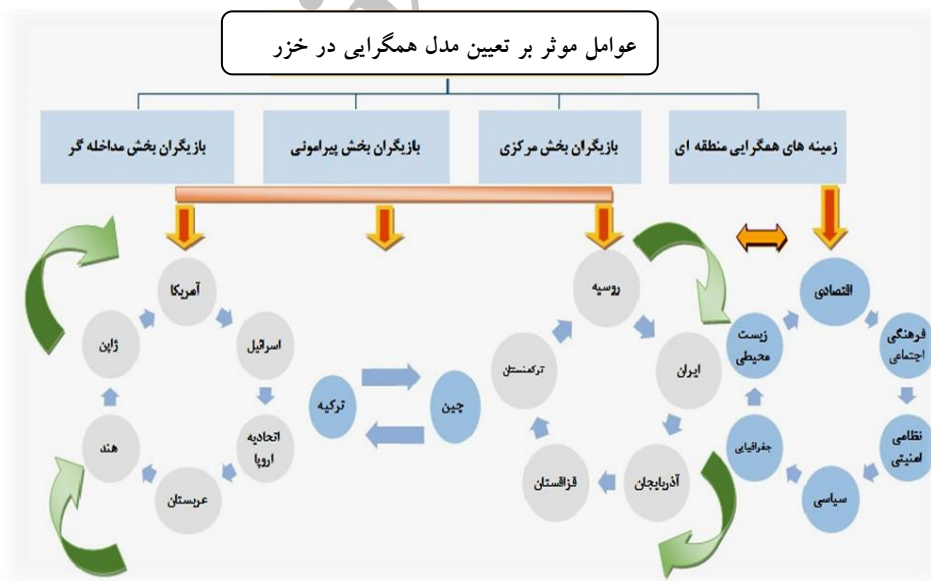 عوامل موثر بر تعیین مدل همگرایی در خزر
زمینه های همگرایی منطقه ای
بازیگران بخش مرکزی
بازیگران بخش پیرامونی
بازیگران بخش مداخله گر
اقتصادی
فرهنگی
اجتماعی
نظامی
امنیتی
سیاسی
جغرافیایی
زیست
محیطی
روسیه
ایران
آذربایجان
قزاقستان
ترکمنستان
چین
ترکیه
آمریکا
اسرائیل
اتحادیه
اروپا
عربستان
هند
ژاپن